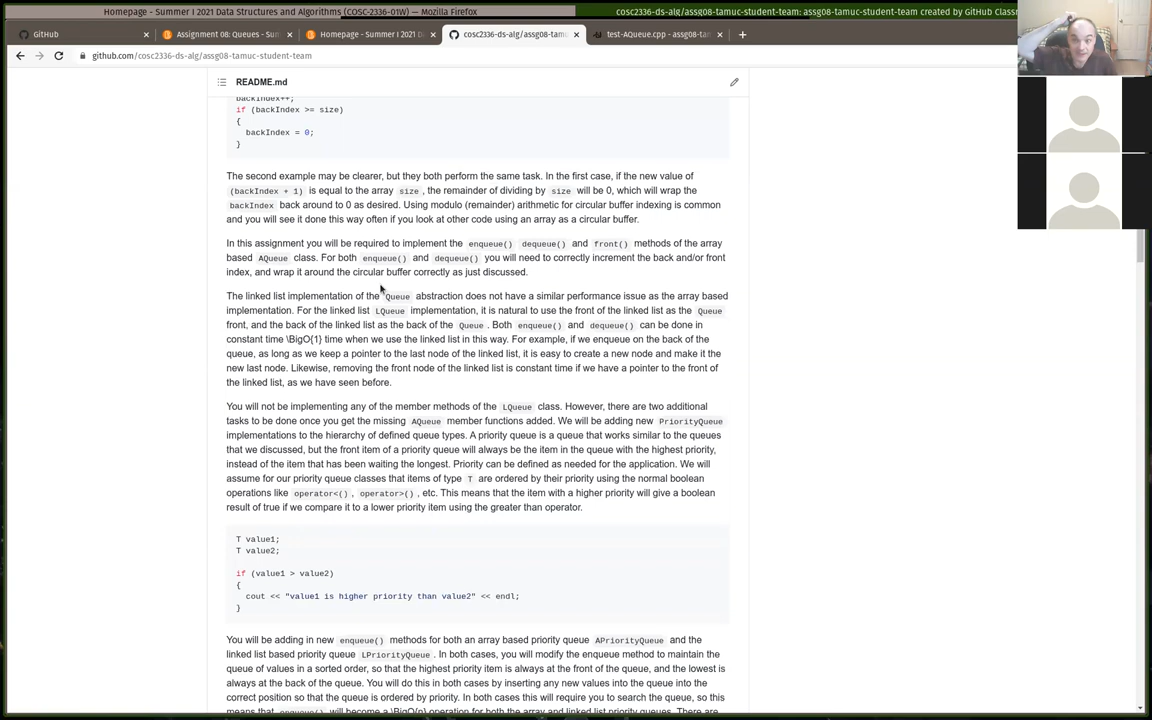 Homepage - Summer I 2021 Data Structures and Algorithms (COSC-2336-01W) — Mozilla Firefox
cosc2336-ds-alg/assg08-tamuc-student-team: assg08-tamuc-student-team created by GitHub Classr
GitHub
Assignment 08: Queues - Sun
Homepage - Summer I 2021 D
cosc2336-ds-alg/assg08-tamuc
test-AQueue.cpp - assg08-ta
github.com/cosc2336-ds-alg/assg08-tamuc-student-team
README.md
backIndex++;
if (backIndex >= size)
{
backIndex = 0;
}
The second example may be clearer, but they both perform the same task. In the first case, if the new value of
(backIndex + 1) is equal to the array size, the remainder of dividing by size will be 0, which will wrap the
backIndex back around to 0 as desired. Using modulo (remainder) arithmetic for circular buffer indexing is common
and you will see it done this way often if you look at other code using an array as a circular buffer.
In this assignment you will be required to implement the enqueue() dequeue() and front() methods of the array
based AQueue class. For both enqueue() and dequeue() you will need to correctly increment the back and/or front
index, and wrap it around the circular buffer correctly as just discussed.
The linked list implementation of the Queue abstraction does not have a similar performance issue as the array based
implementation. For the linked list LQueue implementation, it is natural to use the front of the linked list as the Queue
front, and the back of the linked list as the back of the Queue. Both enqueue() and dequeue() can be done in
constant time \BigO{1} time when we use the linked list in this way. For example, if we enqueue on the back of the
queue, as long as we keep a pointer to the last node of the linked list, it is easy to create a new node and make it the
new last node. Likewise, removing the front node of the linked list is constant time if we have a pointer to the front of
the linked list, as we have seen before.
You will not be implementing any of the member methods of the LQueue class. However, there are two additional
tasks to be done once you get the missing AQueue member functions added. We will be adding new PriorityQueue
implementations to the hierarchy of defined queue types. A priority queue is a queue that works similar to the queues
that we discussed, but the front item of a priority queue will always be the item in the queue with the highest priority,
instead of the item that has been waiting the longest. Priority can be defined as needed for the application. We will
assume for our priority queue classes that items of type T are ordered by their priority using the normal boolean
operations like operator<(), operator>(), etc. This means that the item with a higher priority will give a boolean
result of true if we compare it to a lower priority item using the greater than operator.
T value1;
T value2;
if (value1 > value2)
{
cout << "value1 is higher priority than value2" << endl;
}
You will be adding in new enqueue() methods for both an array based priority queue APriorityQueue and the
linked list based priority queue LPriorityQueue. In both cases, you will modify the enqueue method to maintain the
queue of values in a sorted order, so that the highest priority item is always at the front of the queue, and the lowest is
always at the back of the queue. You will do this in both cases by inserting any new values into the queue into the
correct position so that the queue is ordered by priority. In both cases this will require you to search the queue, so this
means that enqueue() will become a \BigO{n} operation for both the array and linked list priority queues. There are